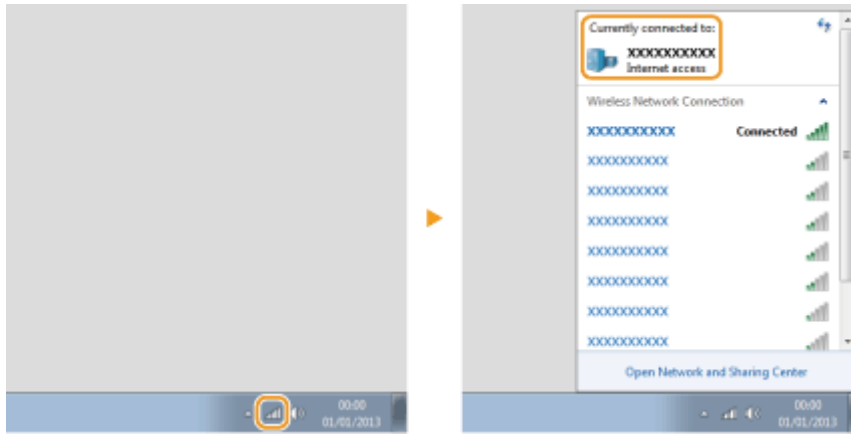 00:00
01/01/2013
Currently connected to:
XXXXXXXXXX
Internet access
Wireless Network Connection
XXXXXXXXXX Connected
XXXXXXXXXX
XXXXXXXXXX
XXXXXXXXXX
XXXXXXXXXX
XXXXXXXXXX
XXXXXXXXXX
XXXXXXXXXX
Open Network and Sharing Center
00:00
01/01/2013